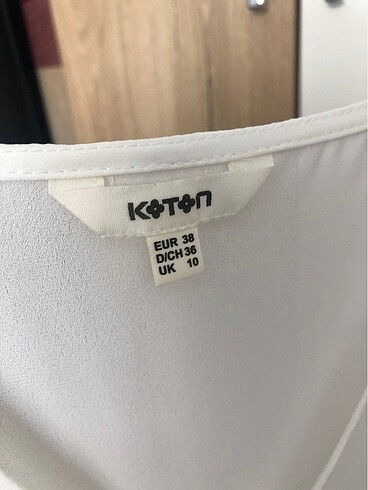 KOTON
EUR 38
D/CH 36
UK 10